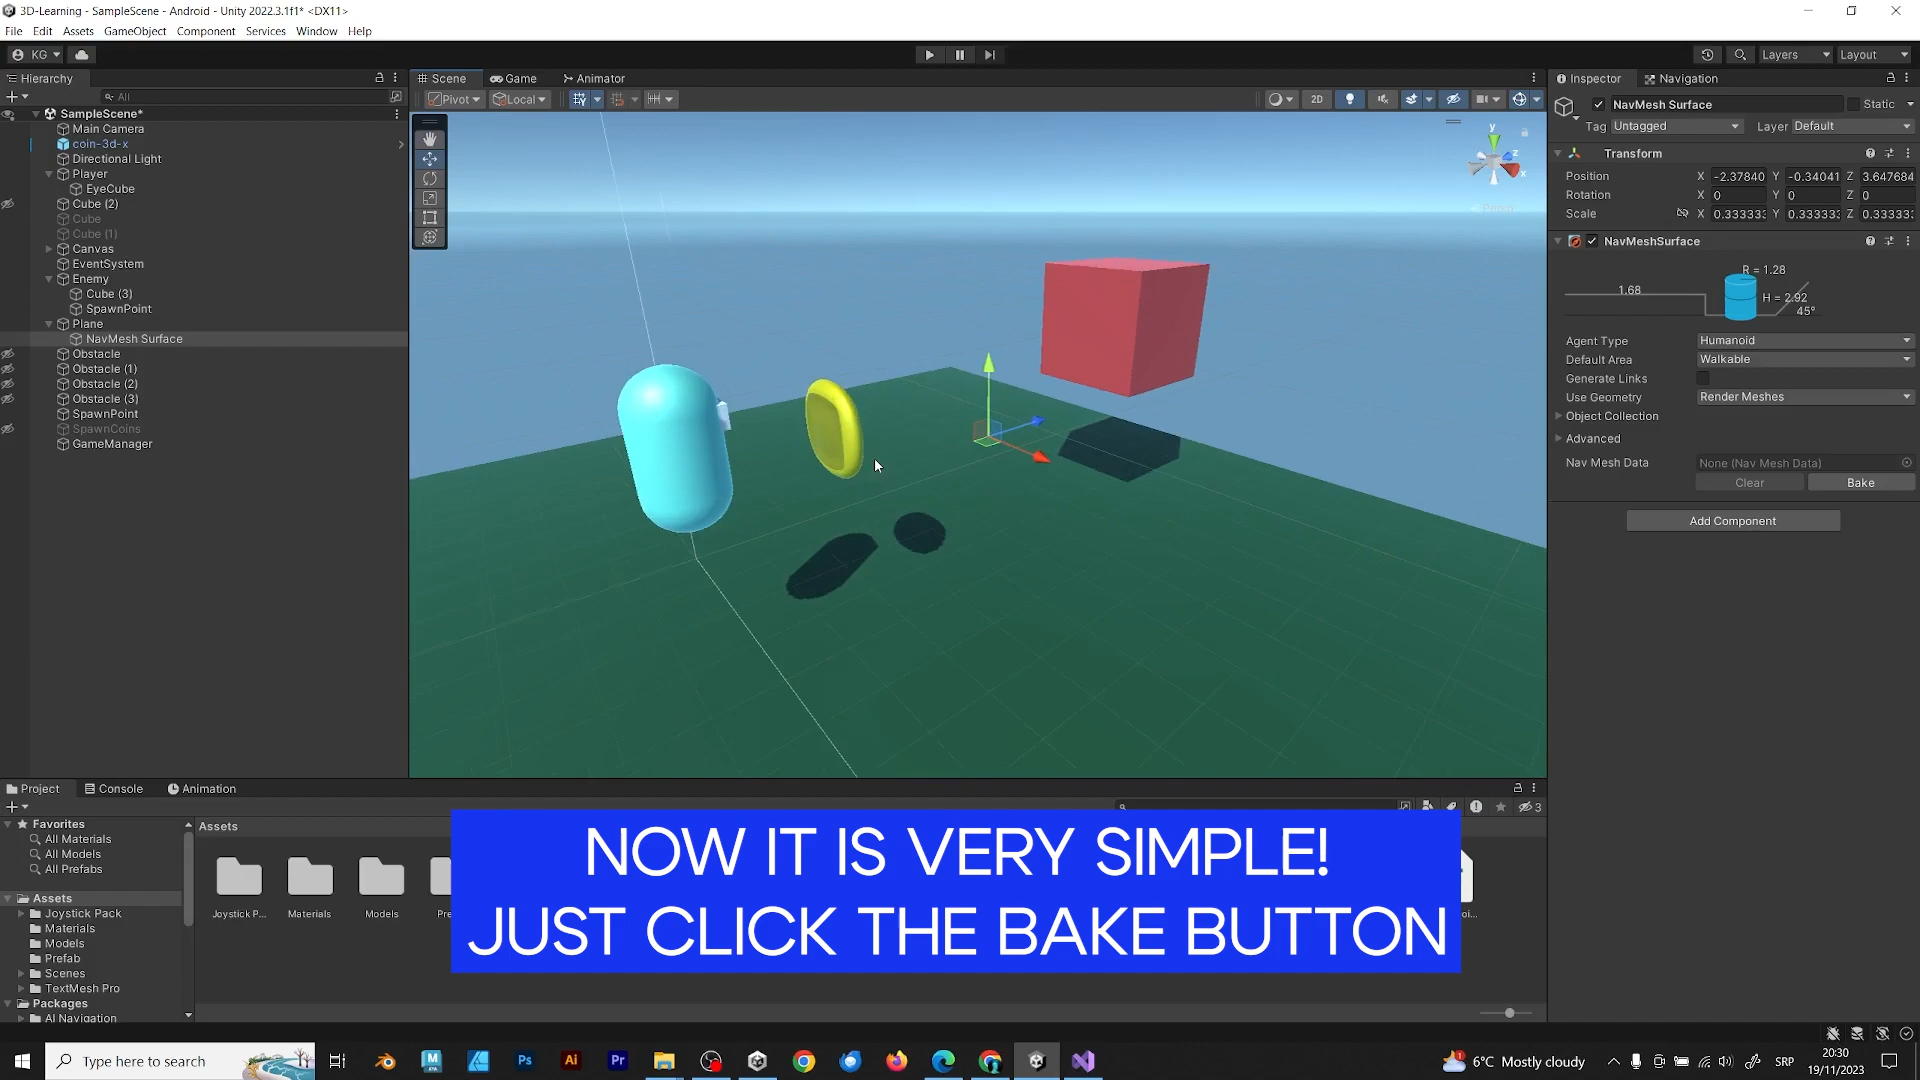 3D-Learning - SampleScene - Android - Unity 2022.3.1f1* <DX11>
File Edit Assets GameObject Component Services Window Help
KG Layers Layout
Hierarchy Scene Game Animator Inspector Navigation
All Pivot Local 2D NavMesh Surface Static
SampleScene*
Main Camera Tag Untagged Layer Default
coin-3d-x
Directional Light Transform
Player Position X -2.37840 Y -0.34041 Z 3.647684
EyeCube Rotation X 0 Y 0 Z 0
Cube (2) Scale X 0.333333 Y 0.333333 Z 0.333333
Cube
Cube (1) NavMeshSurface
Canvas
EventSystem R = 1.28
Enemy
Cube (3) 1.68 H = 2.92
SpawnPoint 45°
Plane
NavMesh Surface Agent Type Humanoid
Obstacle Default Area Walkable
Obstacle (1) Generate Links
Obstacle (2) Use Geometry Render Meshes
Obstacle (3) Object Collection
SpawnPoint Advanced
SpawnCoins
GameManager Nav Mesh Data None (Nav Mesh Data)
Clear Bake
Add Component
y z x
Project Console Animation
3
Favorites Assets
All Materials
All Models
All Prefabs
Assets
Joystick Pack Joystick P... Materials Models
Materials
Models
Prefab
Scenes
TextMesh Pro
Packages
AI Navigation
NOW IT IS VERY SIMPLE!
JUST CLICK THE BAKE BUTTON
Type here to search Ps Ai Pr 6°C Mostly cloudy SRP 20:30
19/11/2023